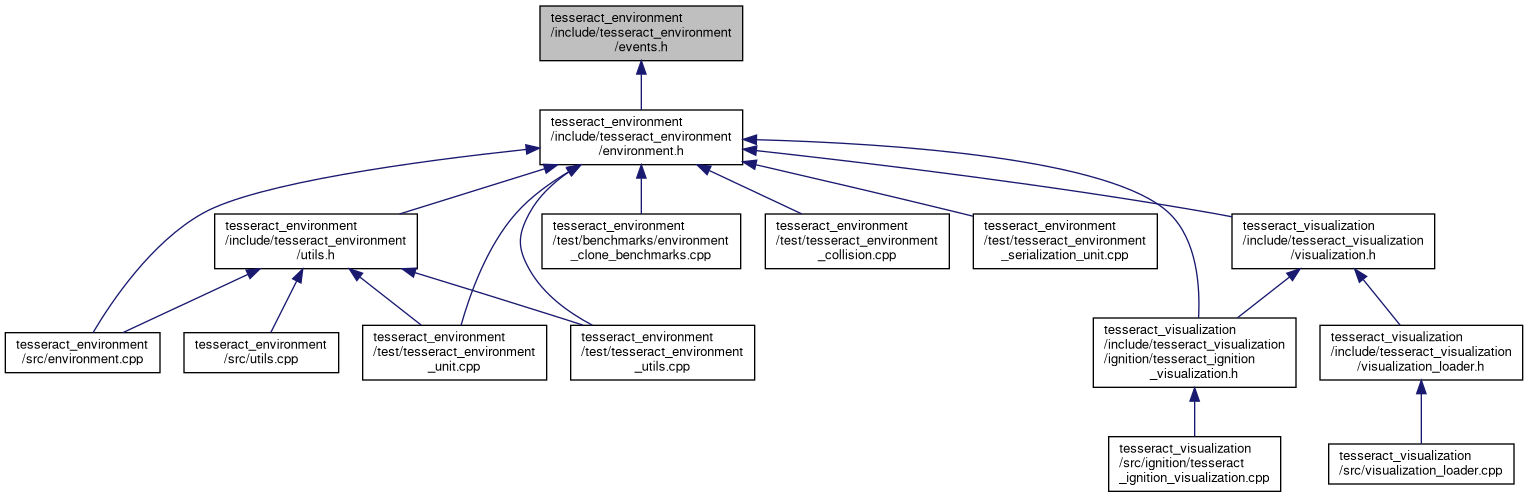 tesseract_environment
/include/tesseract_environment
/events.h
tesseract_environment
/include/tesseract_environment
/environment.h
tesseract_environment
/include/tesseract_environment
/utils.h
tesseract_environment
/test/benchmarks/environment
_clone_benchmarks.cpp
tesseract_environment
/test/tesseract_environment
_collision.cpp
tesseract_environment
/test/tesseract_environment
_serialization_unit.cpp
tesseract_visualization
/include/tesseract_visualization
/visualization.h
tesseract_environment
/src/environment.cpp
tesseract_environment
/src/utils.cpp
tesseract_environment
/test/tesseract_environment
_unit.cpp
tesseract_environment
/test/tesseract_environment
_utils.cpp
tesseract_visualization
/include/tesseract_visualization
/ignition/tesseract_ignition
_visualization.h
tesseract_visualization
/include/tesseract_visualization
/visualization_loader.h
tesseract_visualization
/src/ignition/tesseract
_ignition_visualization.cpp
tesseract_visualization
/src/visualization_loader.cpp